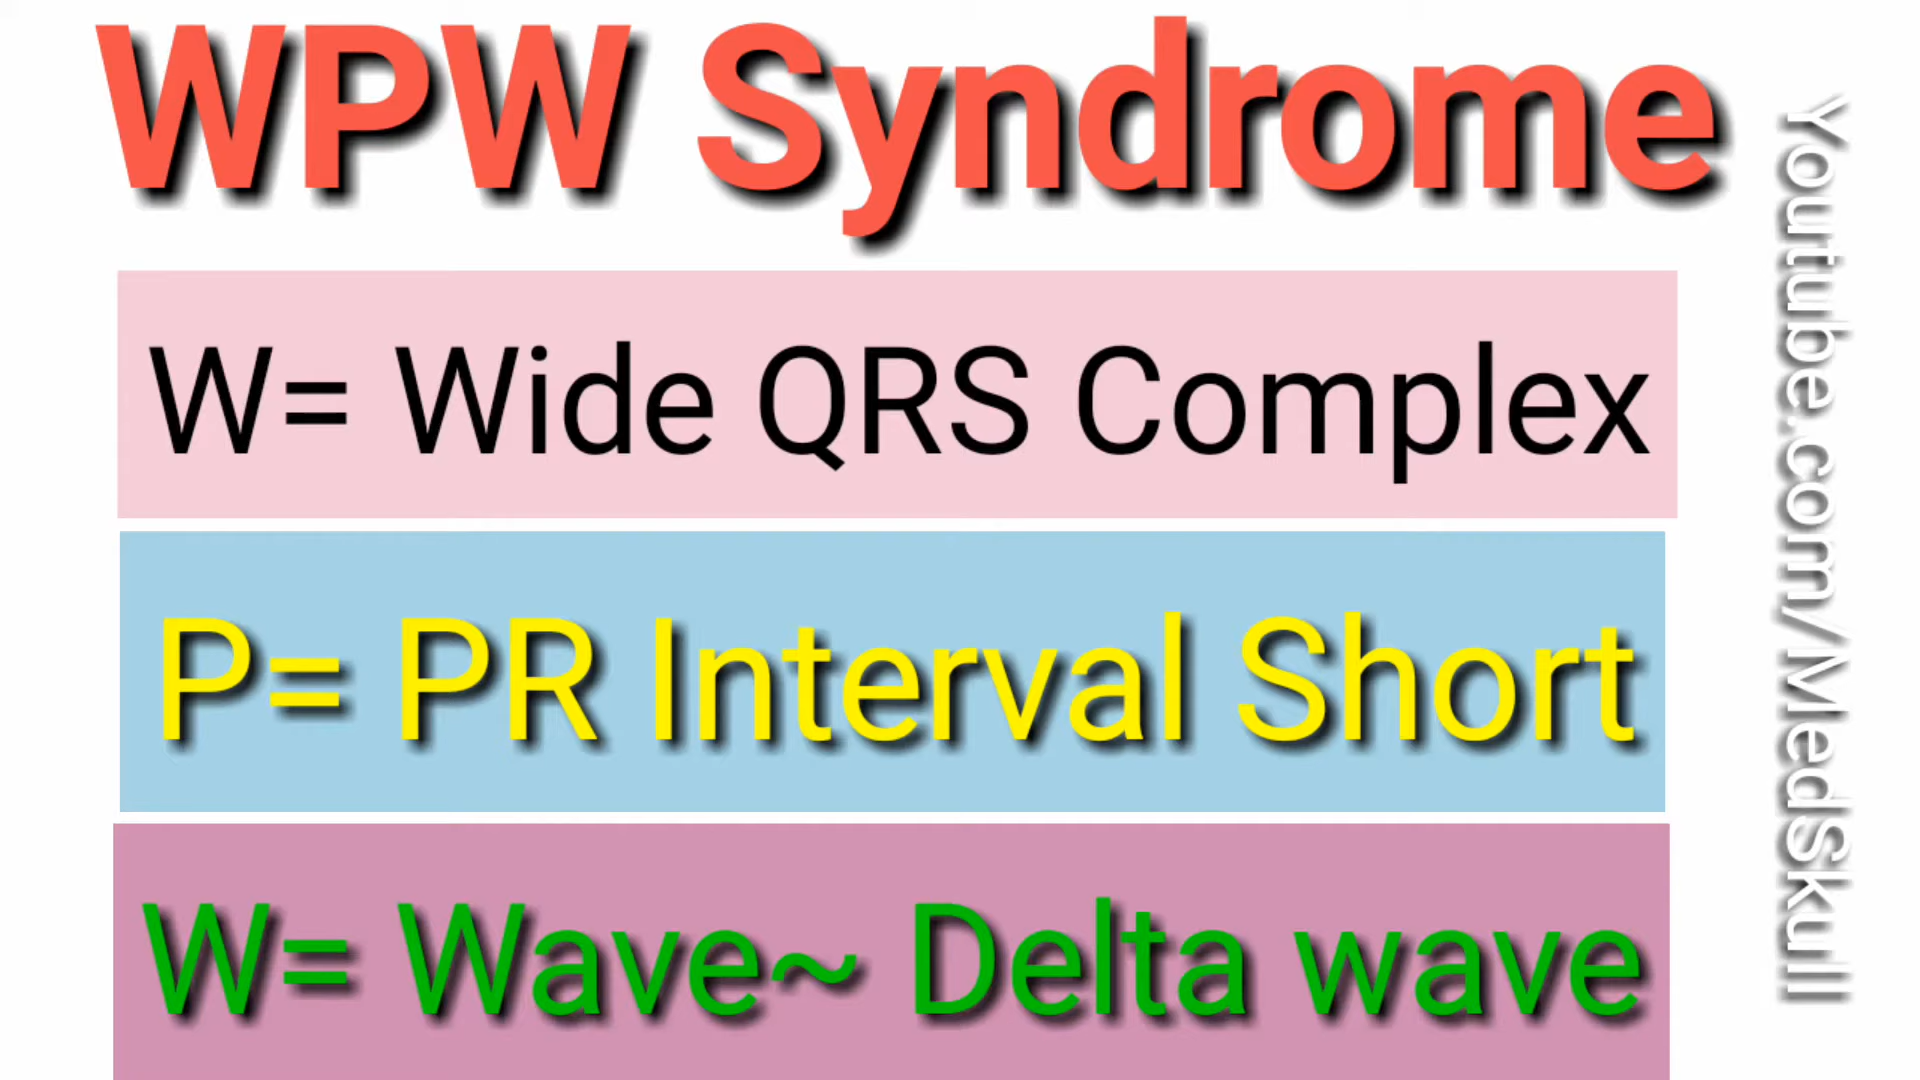 WPW Syndrome
W= Wide QRS Complex
P= PR Interval Short
W= Wave~ Delta wave
Youtube.com/MedSkull